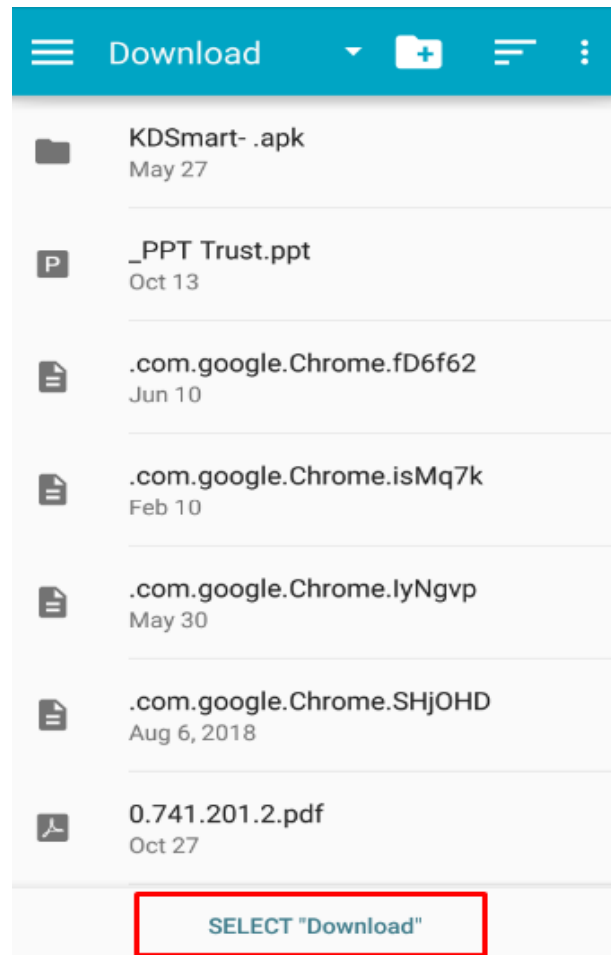 Download
KDSmart- .apk
May 27
P
_PPT Trust.ppt
Oct 13
.com.google.Chrome.fD6f62
Jun 10
.com.google.Chrome.isMq7k
Feb 10
.com.google.Chrome.IyNgvp
May 30
.com.google.Chrome.SHjOHD
Aug 6, 2018
0.741.201.2.pdf
Oct 27
SELECT "Download"